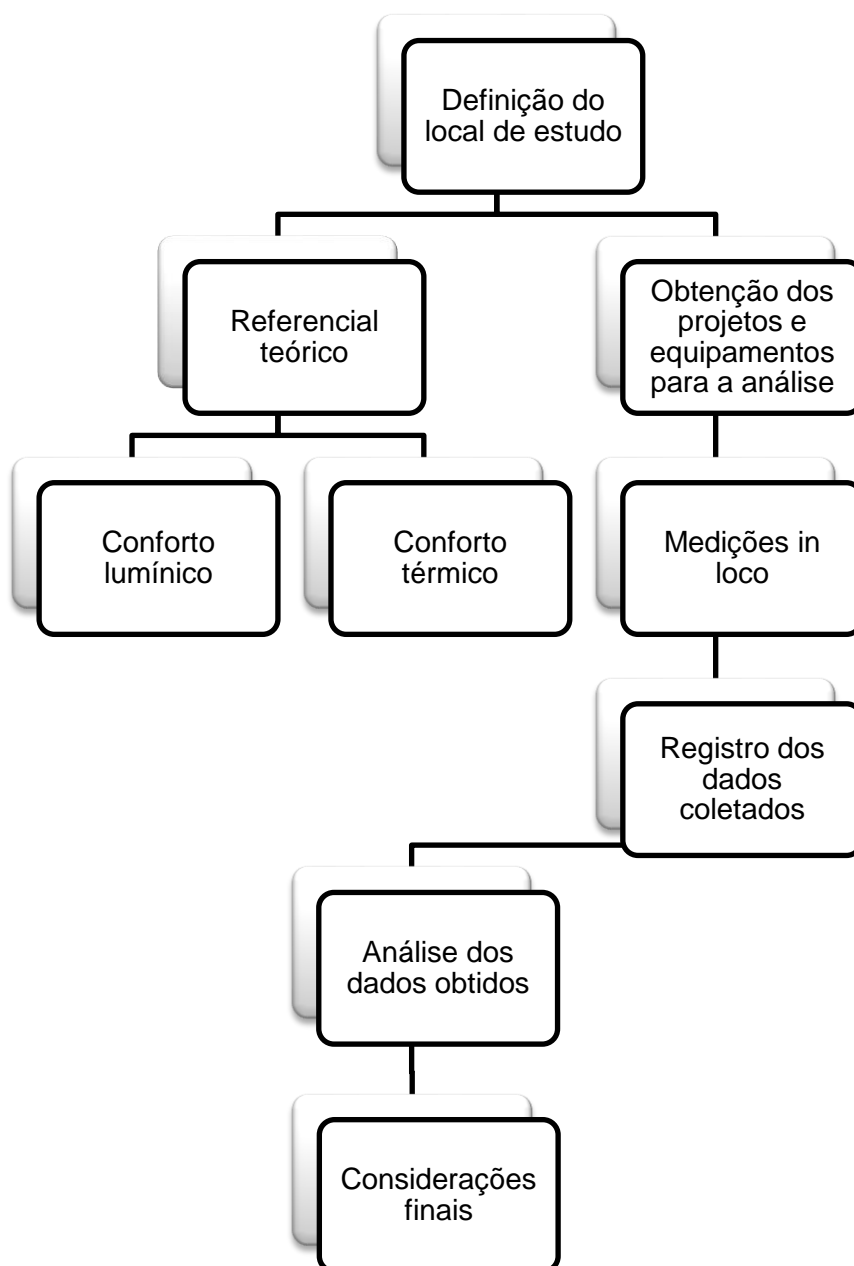 Definição do
local de estudo
Referencial
teórico
Obtenção dos
projetos e
equipamentos
para a análise
Conforto
lumínico
Conforto
térmico
Medições in
loco
Registro dos
dados
coletados
Análise dos
dados obtidos
Considerações
finais